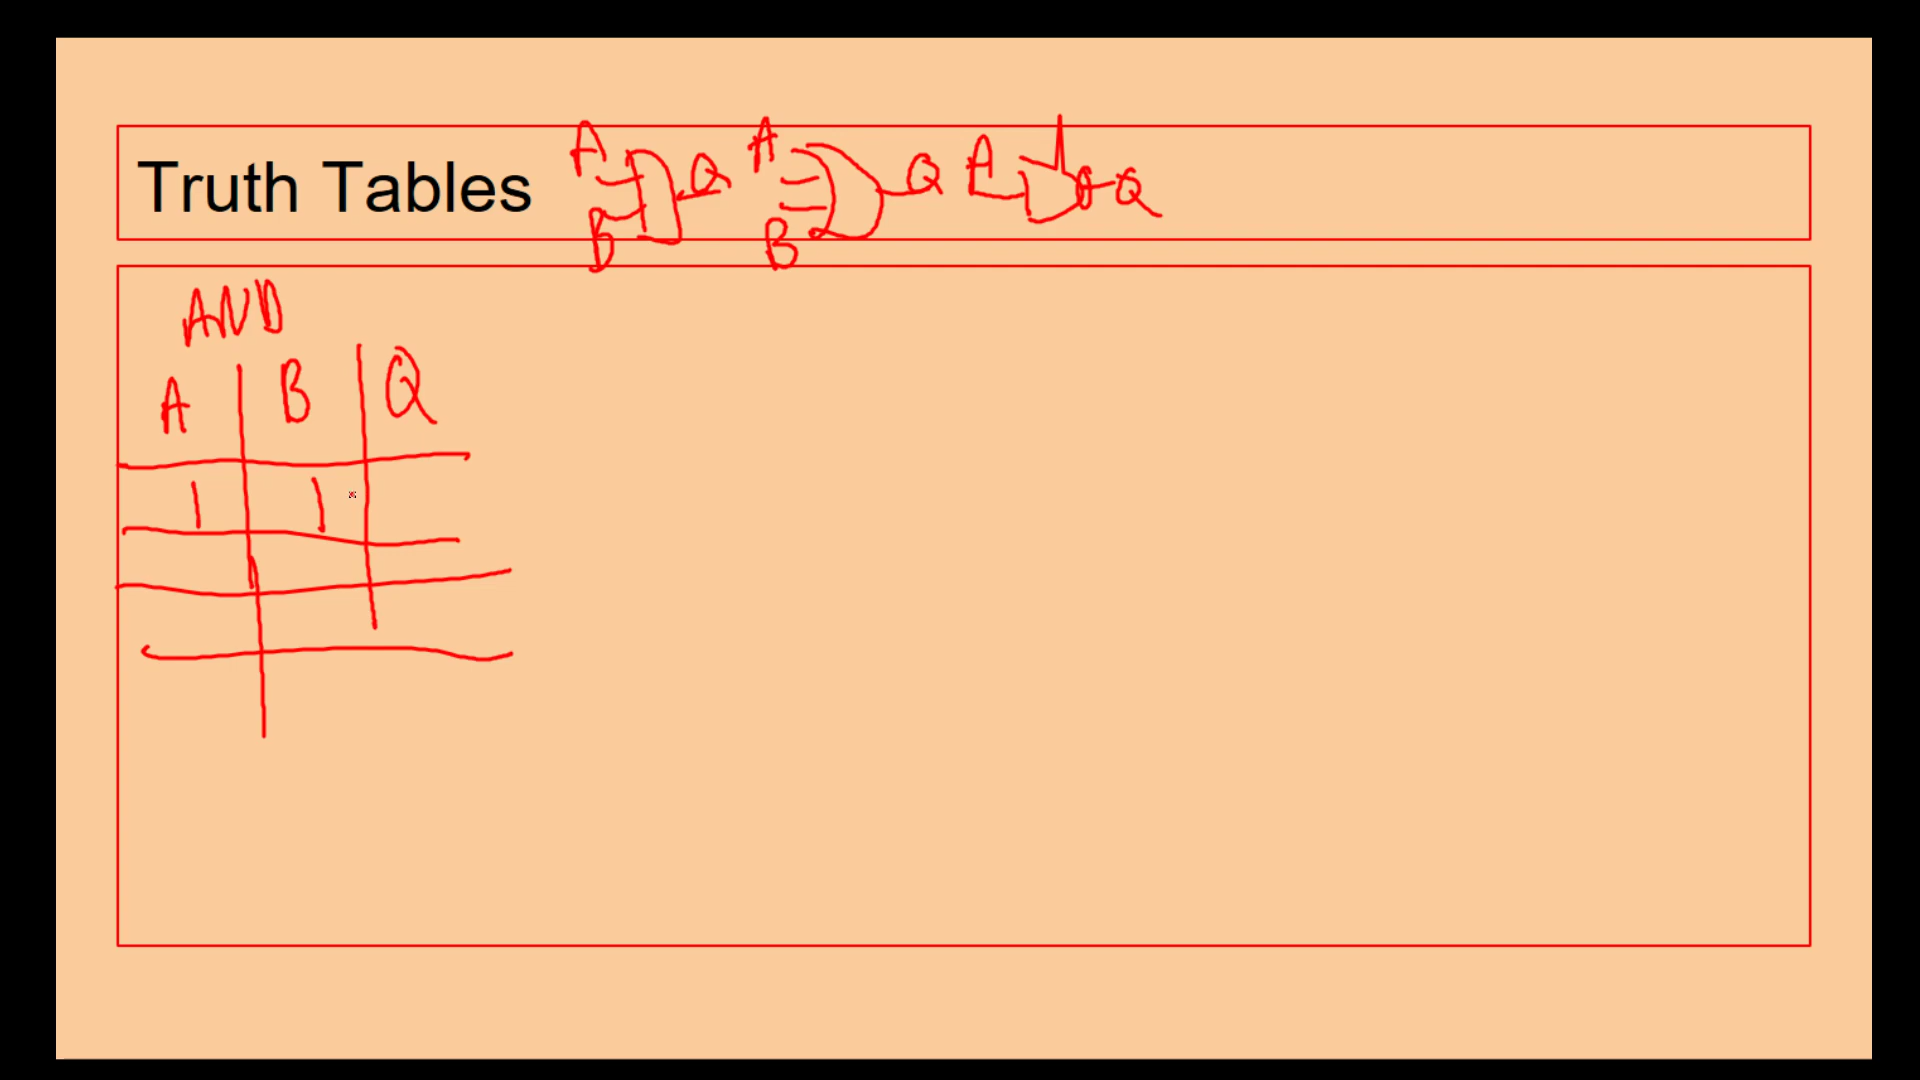 Truth Tables
A Q A Q A Q
B B
AND
A B Q
1 1